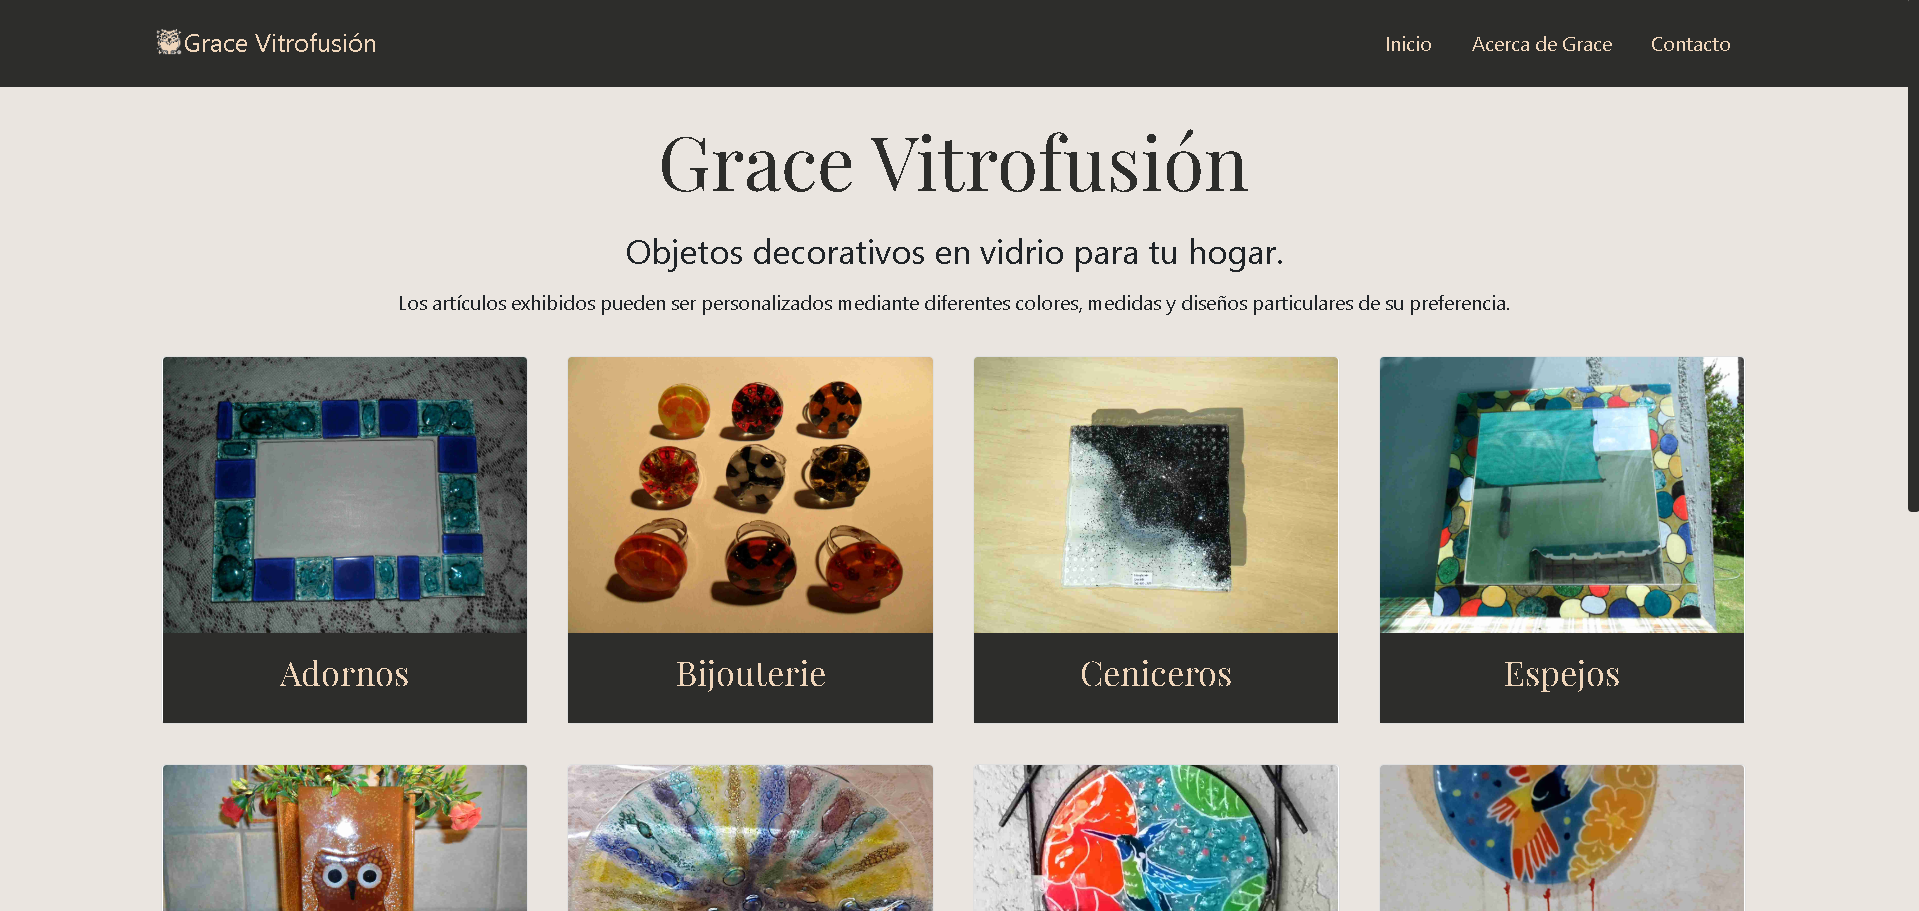 Grace Vitrofusión
Inicio
Acerca de Grace
Contacto
Grace Vitrofusión
Objetos decorativos en vidrio para tu hogar.
Los artículos exhibidos pueden ser personalizados mediante diferentes colores, medidas y diseños particulares de su preferencia.
Adornos
Bijouterie
Ceniceros
Espejos